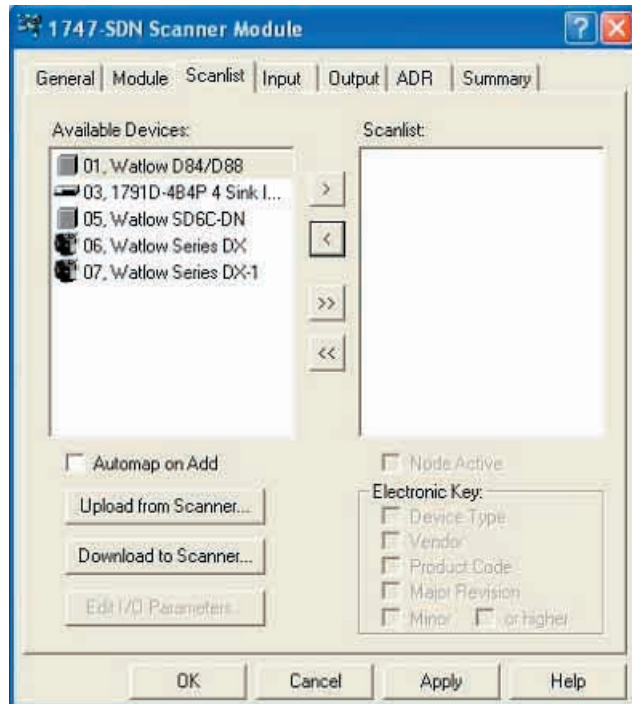 1747-SDN Scanner Module
General Module Scanlist Input Output ADR Summary
Available Devices:
Scanlist:
01, Watlow D84/D88
03, 1791D-4B4P 4 Sink I...
05, Watlow SD6C-DN
06, Watlow Series DX
07, Watlow Series DX-1
>
<
>>
<<
Automap on Add
Node Active
Upload from Scanner...
Download to Scanner...
Edit I/O Parameters...
Electronic Key:
Device Type
Vendor
Product Code
Major Revision
Minor or higher
OK Cancel Apply Help